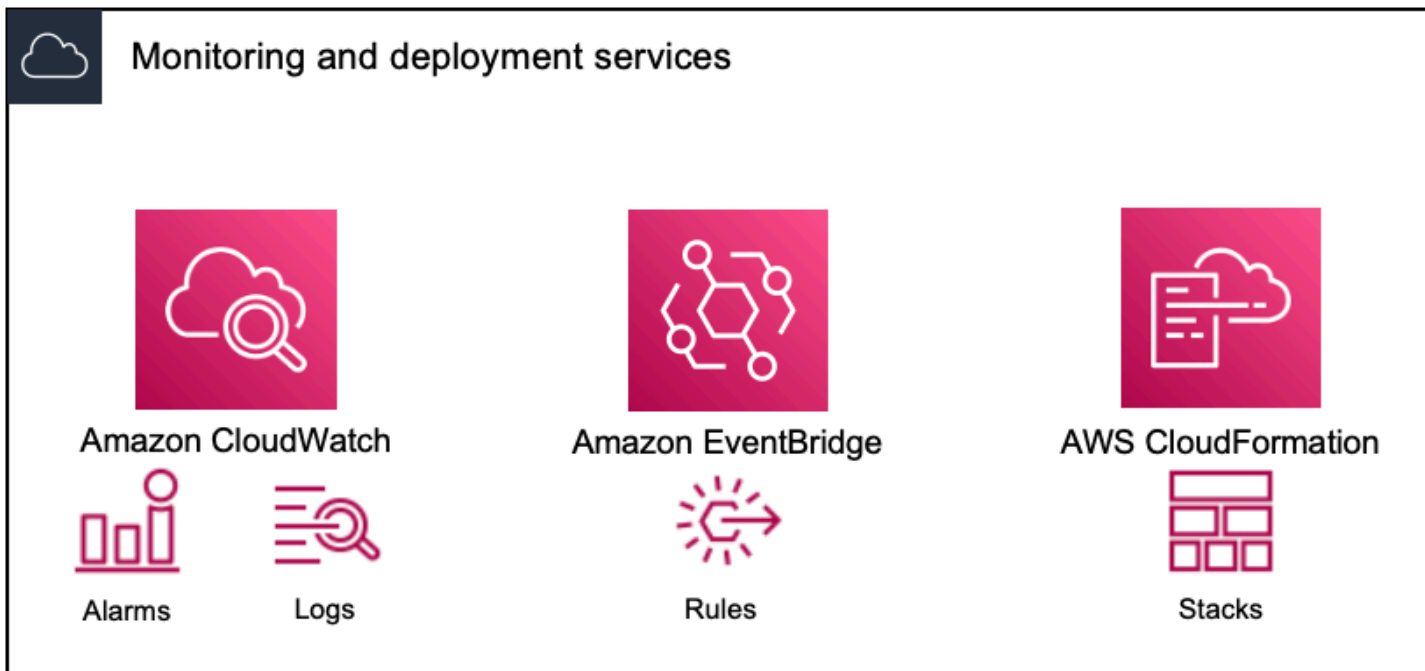 Monitoring and deployment services
Amazon CloudWatch
Amazon EventBridge
AWS CloudFormation
Alarms
Logs
Rules
Stacks